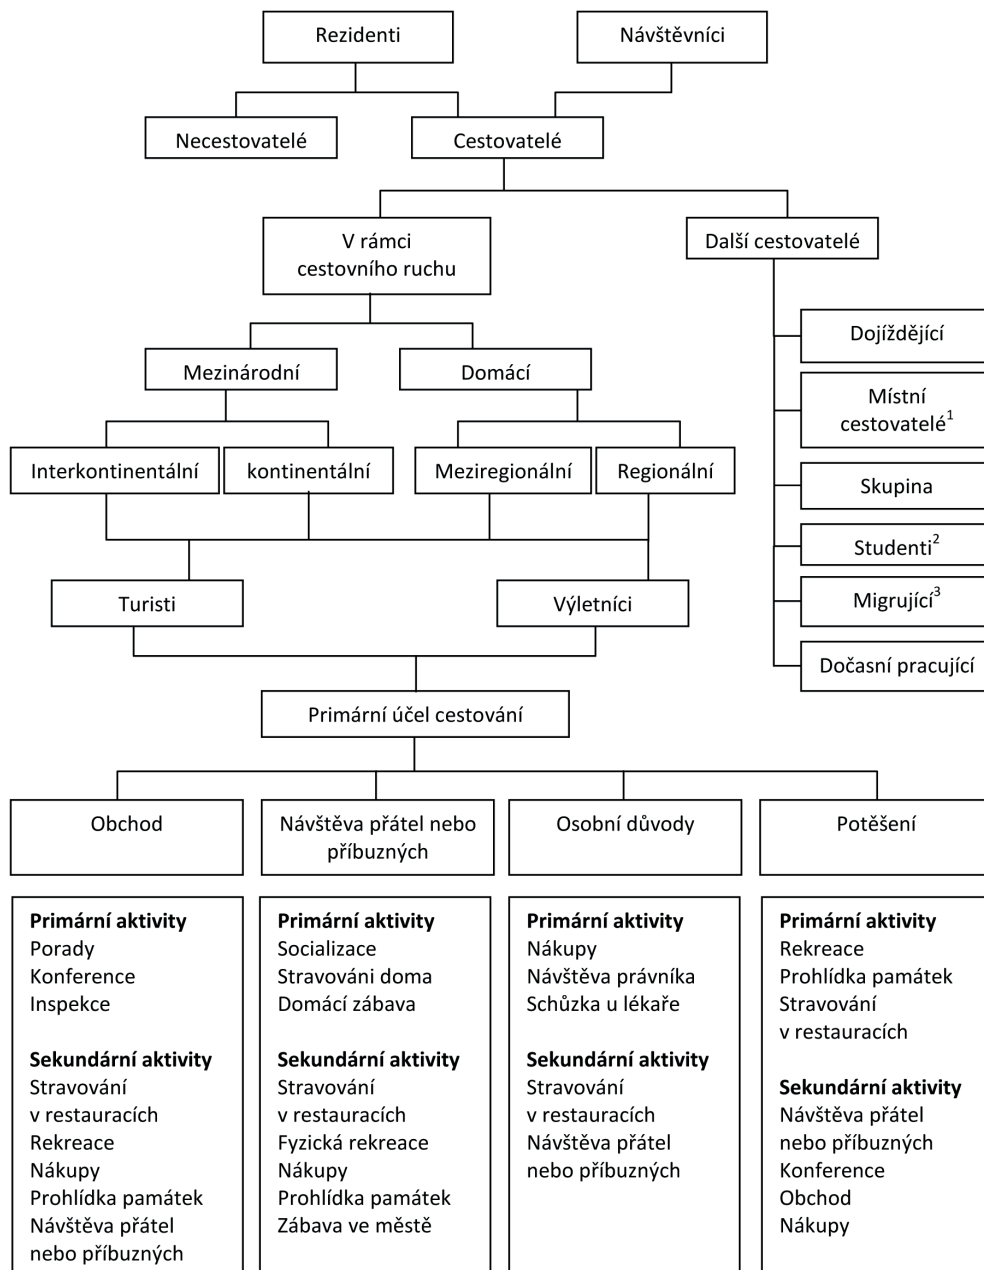 Rezidenti
Návštěvníci
Necestovatelé
Cestovatelé
V rámci
cestovního ruchu
Další cestovatelé
Dojíždějící
Mezinárodní
Domácí
Místní
cestovatelé¹
Interkontinentální
kontinentální
Meziregionální
Regionální
Skupina
Studenti²
Turisti
Výletníci
Migrující³
Dočasní pracující
Primární účel cestování
Obchod
Návštěva přátel nebo
příbuzných
Osobní důvody
Potěšení
Primární aktivity
Porady
Konference
Inspekce
Sekundární aktivity
Stravování
v restauracích
Rekreace
Nákupy
Prohlídka památek
Návštěva přátel
nebo příbuzných
Primární aktivity
Socializace
Stravováni doma
Domácí zábava
Sekundární aktivity
Stravování
v restauracích
Fyzická rekreace
Nákupy
Prohlídka památek
Zábava ve městě
Primární aktivity
Nákupy
Návštěva právníka
Schůzka u lékaře
Sekundární aktivity
Stravování
v restauracích
Návštěva přátel
nebo příbuzných
Primární aktivity
Rekreace
Prohlídka památek
Stravování
v restauracích
Sekundární aktivity
Návštěva přátel
nebo příbuzných
Konference
Obchod
Nákupy